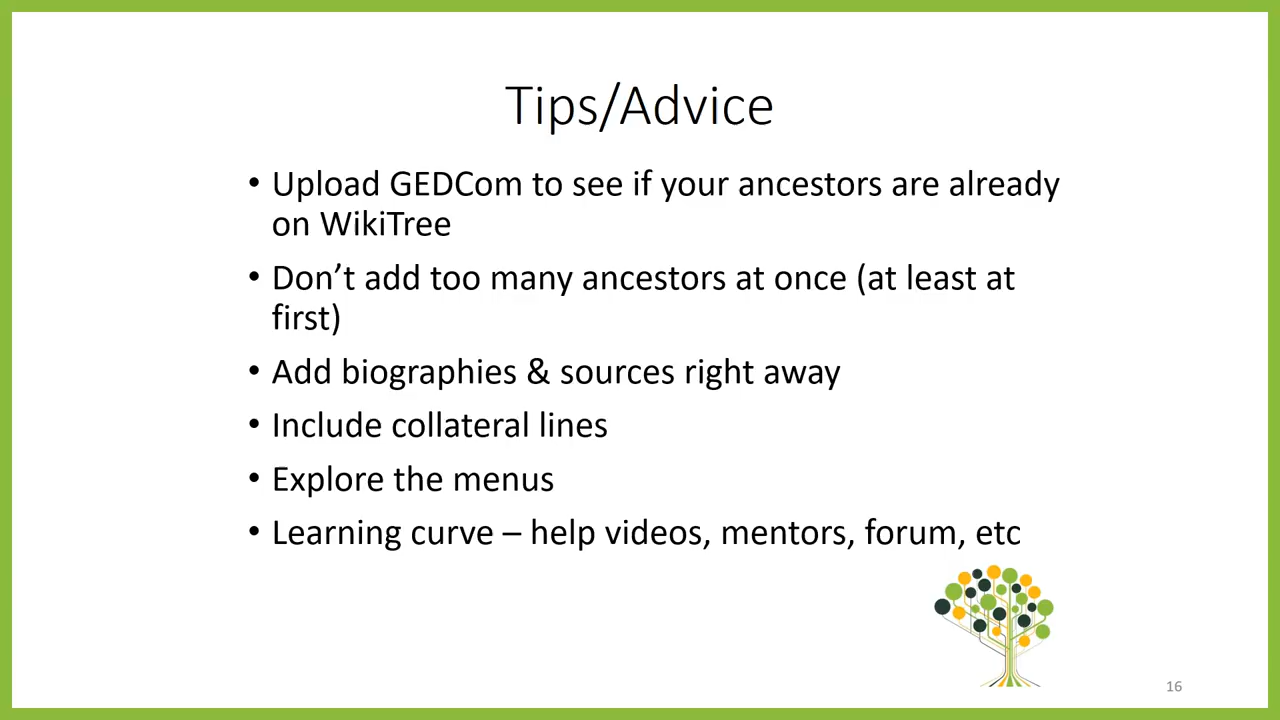 Tips/Advice
• Upload GEDCom to see if your ancestors are already
on WikiTree
• Don’t add too many ancestors at once (at least at
first)
• Add biographies & sources right away
• Include collateral lines
• Explore the menus
• Learning curve – help videos, mentors, forum, etc
16